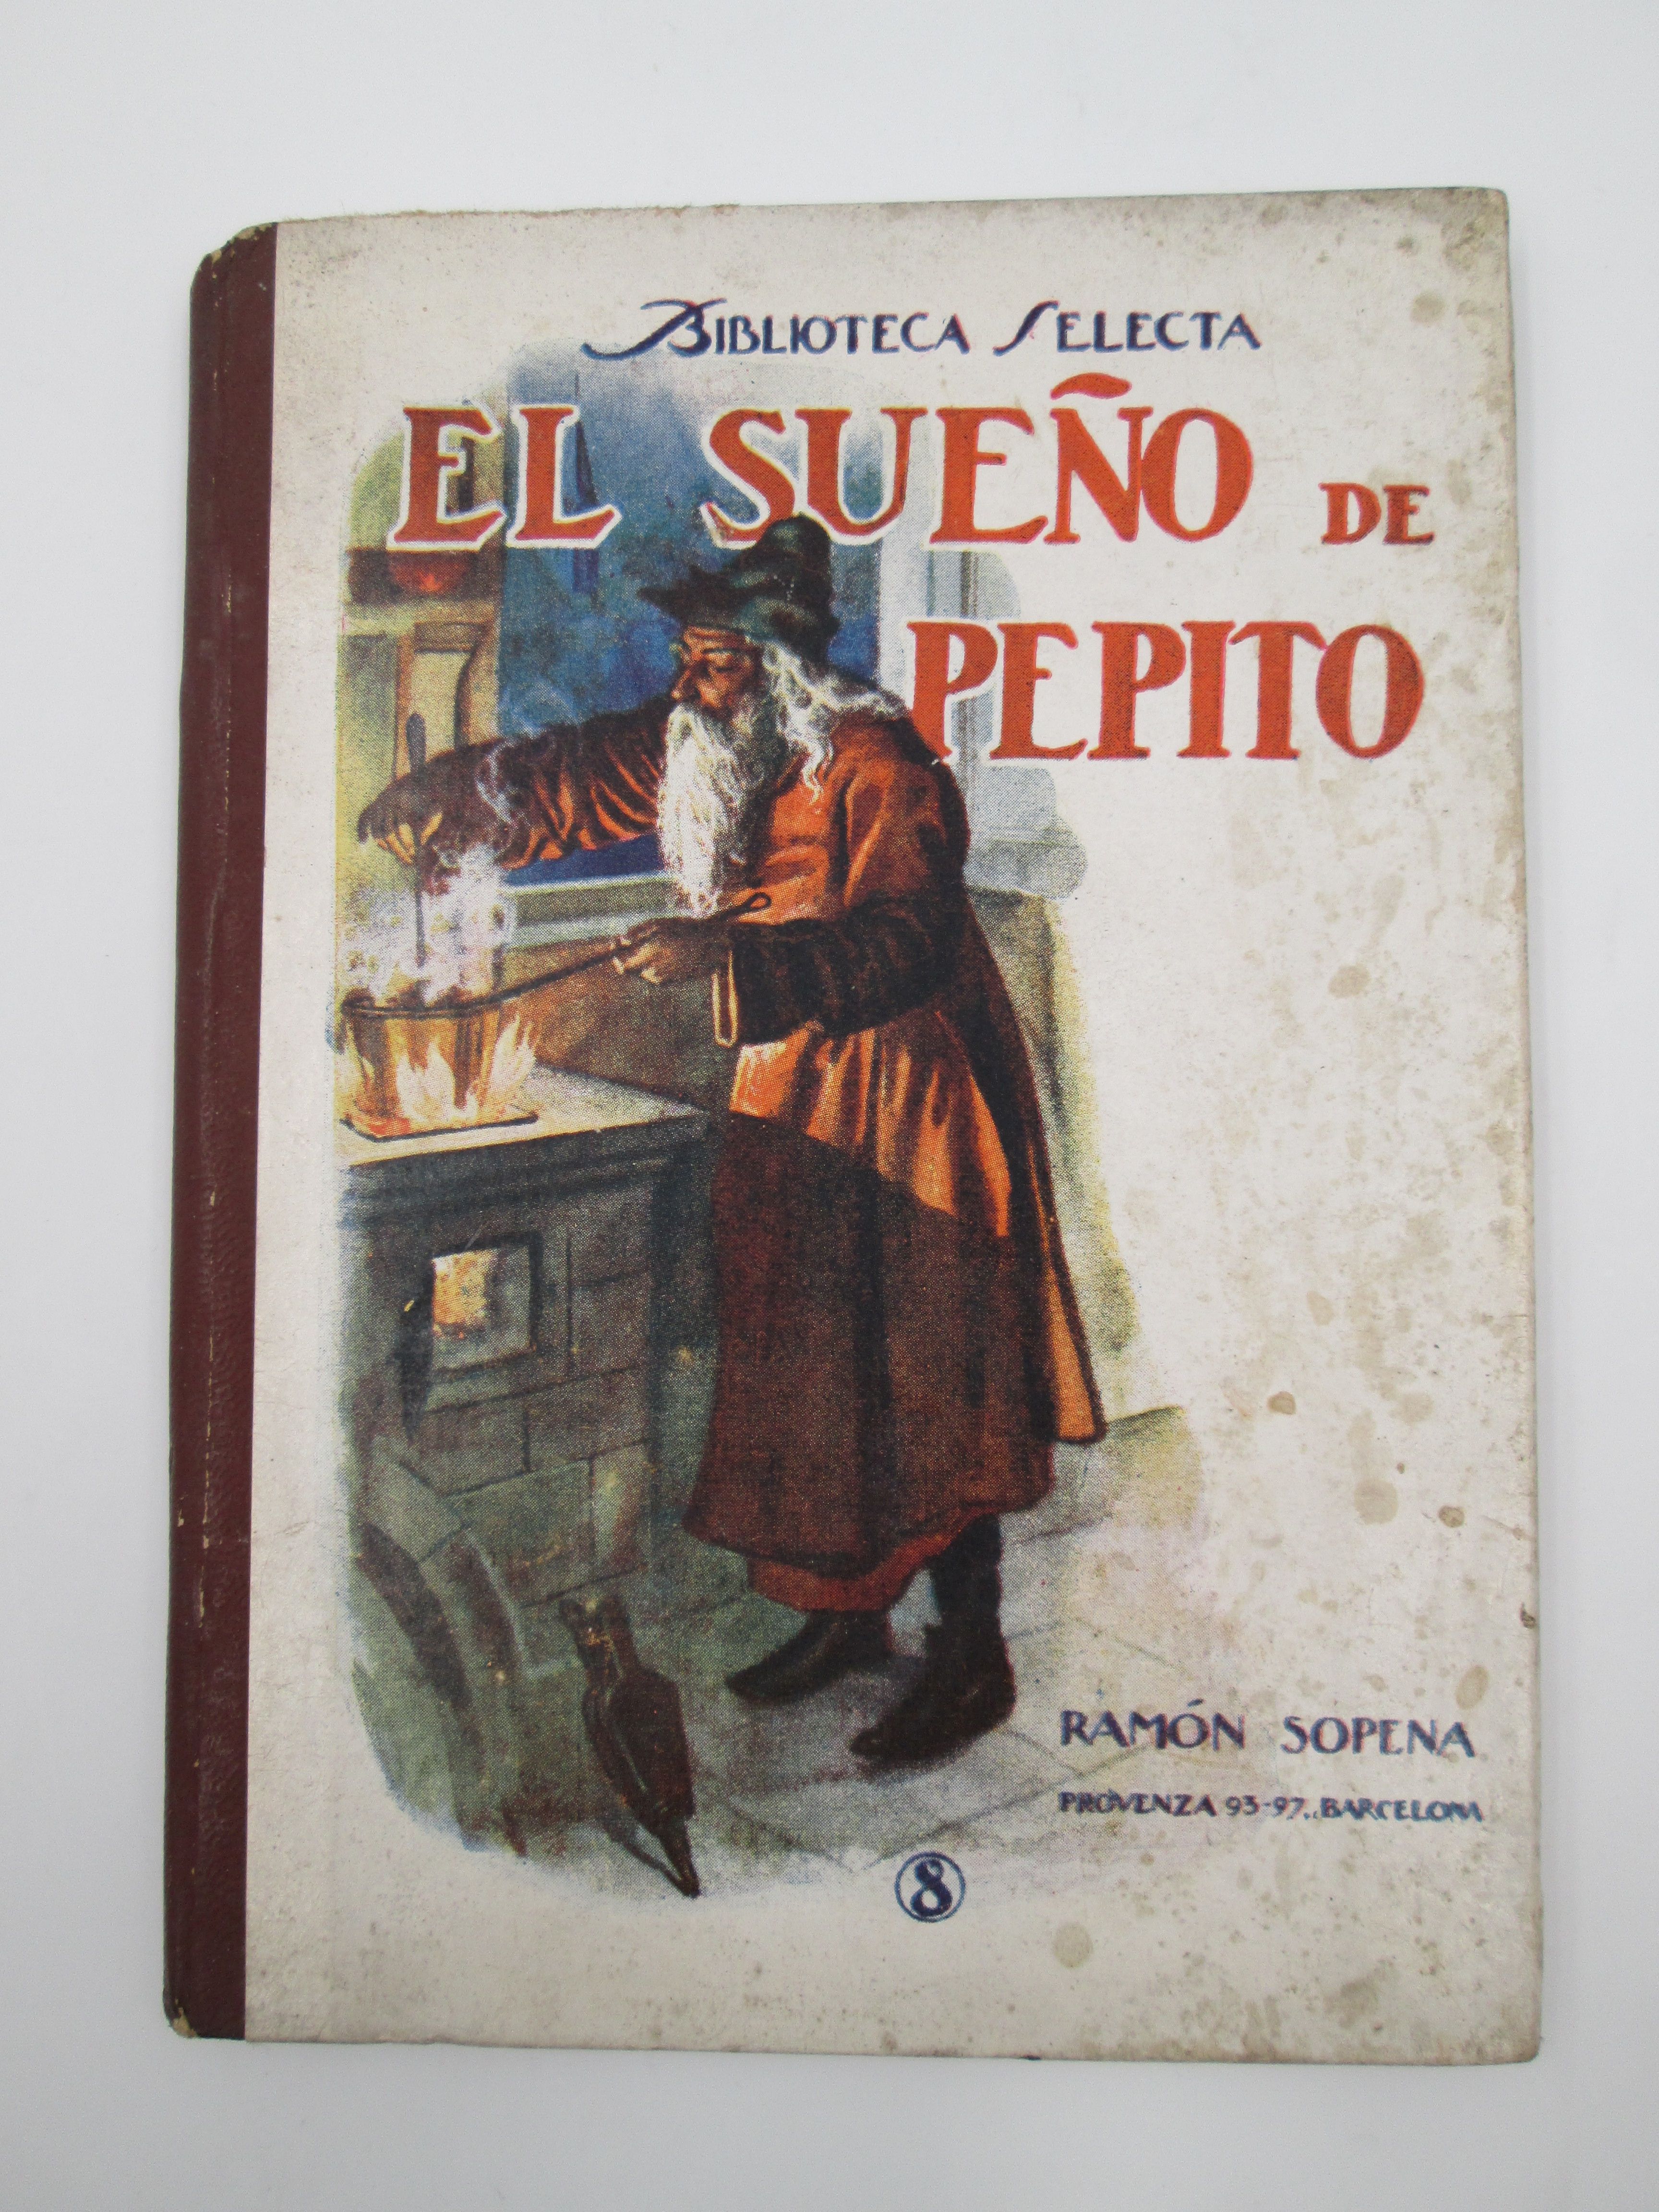 BIBLIOTECA SELECTA
EL SUEÑO DE
PEPITO
RAMÓN SOPENA
PROVENZA 93-97., BARCELONA
8